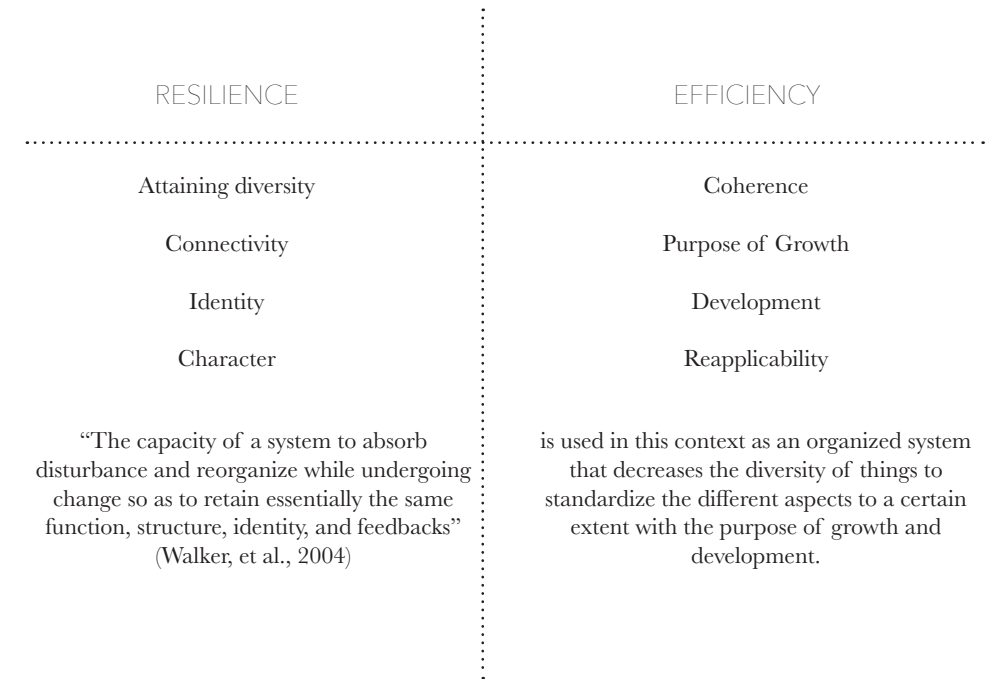 RESILIENCE
Attaining diversity
Connectivity
Identity
Character
“The capacity of a system to absorb
disturbance and reorganize while undergoing
change so as to retain essentially the same
function, structure, identity, and feedbacks”
(Walker, et al., 2004)
EFFICIENCY
Coherence
Purpose of Growth
Development
Reapplicability
is used in this context as an organized system
that decreases the diversity of things to
standardize the different aspects to a certain
extent with the purpose of growth and
development.